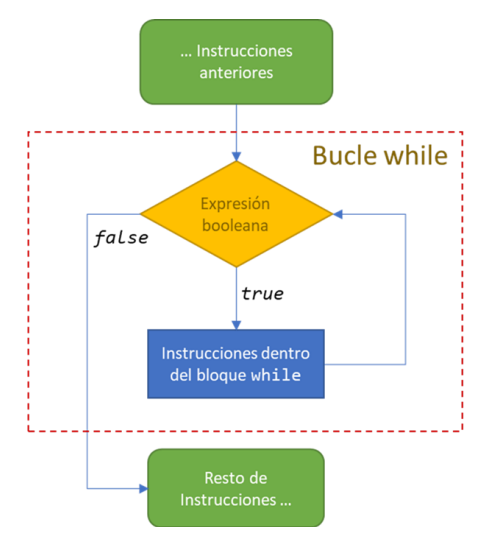 … Instrucciones
anteriores
Bucle while
Expresión
booleana
false
true
Instrucciones dentro
del bloque while
Resto de
Instrucciones …